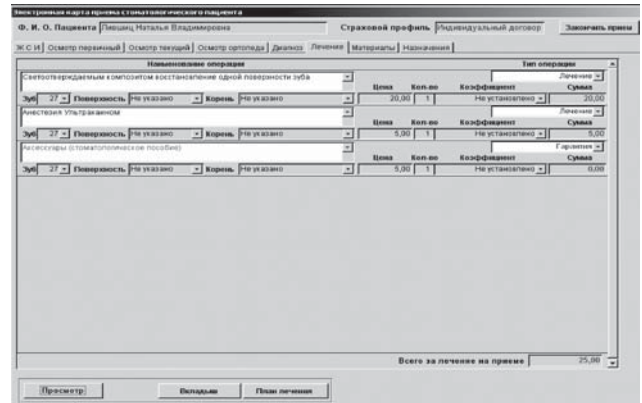 Электронная карта приема стоматологического пациента
Ф. И. О. Пациента Лившиц Наталья Владимировна Страховой профиль Индивидуальный договор Закончить прием
Ж С И Осмотр первичный Осмотр текущий Осмотр ортопеда Диагноз Лечение Материалы Назначения
Наименование операции Тип операции
Светоотверждаемым композитом восстановление одной поверхности зуба Лечение
Цена Кол-во Коэффициент Сумма
Зуб 27 Поверхность Не указано Корень Не указано 20,00 1 Не установлено 20,00
Анестезия Ультракаином Лечение
Цена Кол-во Коэффициент Сумма
Зуб 27 Поверхность Не указано Корень Не указано 5,00 1 Не установлено 5,00
Аксессуары (стоматологическое пособие) Гарантия
Цена Кол-во Коэффициент Сумма
Зуб 27 Поверхность Не указано Корень Не указано 5,00 1 Не установлено 0,00
Всего за лечение на приеме 25,00
Просмотр Вкладыш План лечения